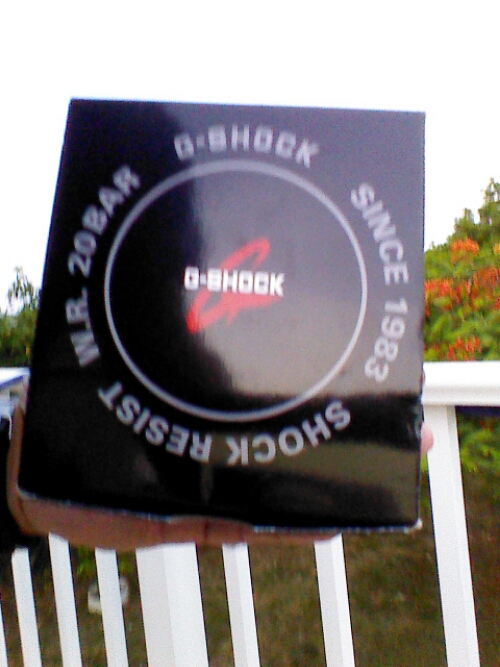 G-SHOCK
SINCE 1983
SHOCK RESIST
W.R. 20BAR
G-SHOCK